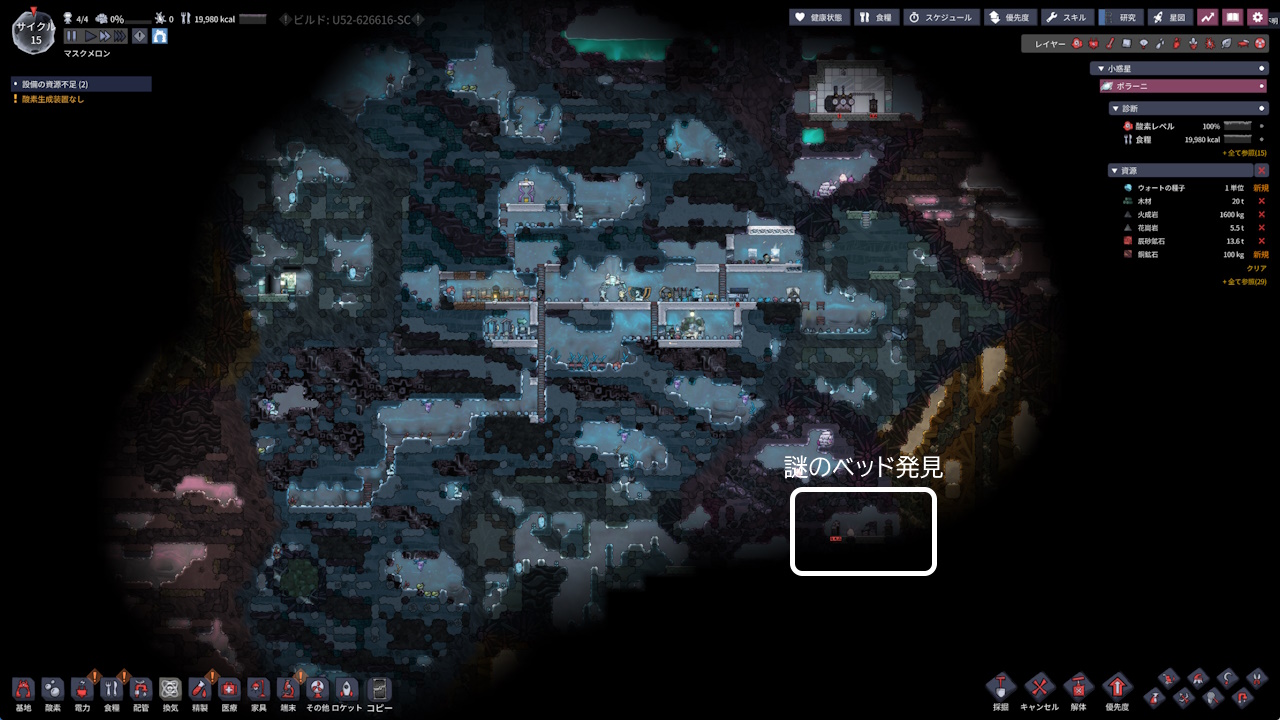 サイクル
15
4/4
0%
0
19,980 kcal
ビルド: U52-626616-SC
マスクメロン
設備の資源不足 (2)
酸素生成装置なし
健康状態
食糧
スケジュール
優先度
スキル
研究
星図
レイヤー
小惑星
ポラーニ
診断
酸素レベル 100%
食糧 19,980 kcal
+ 全て参照(15)
資源
ウォートの種子 1 単位 新規
木材 20 t
火成岩 1600 kg
花崗岩 5.5 t
辰砂鉱石 13.6 t
銅鉱石 100 kg 新規
クリア
+ 全て参照(29)
謎のベッド発見
基地
酸素
電力
食糧
配管
換気
精製
医療
家具
端末
その他
ロケット
コピー
採掘
キャンセル
解体
優先度